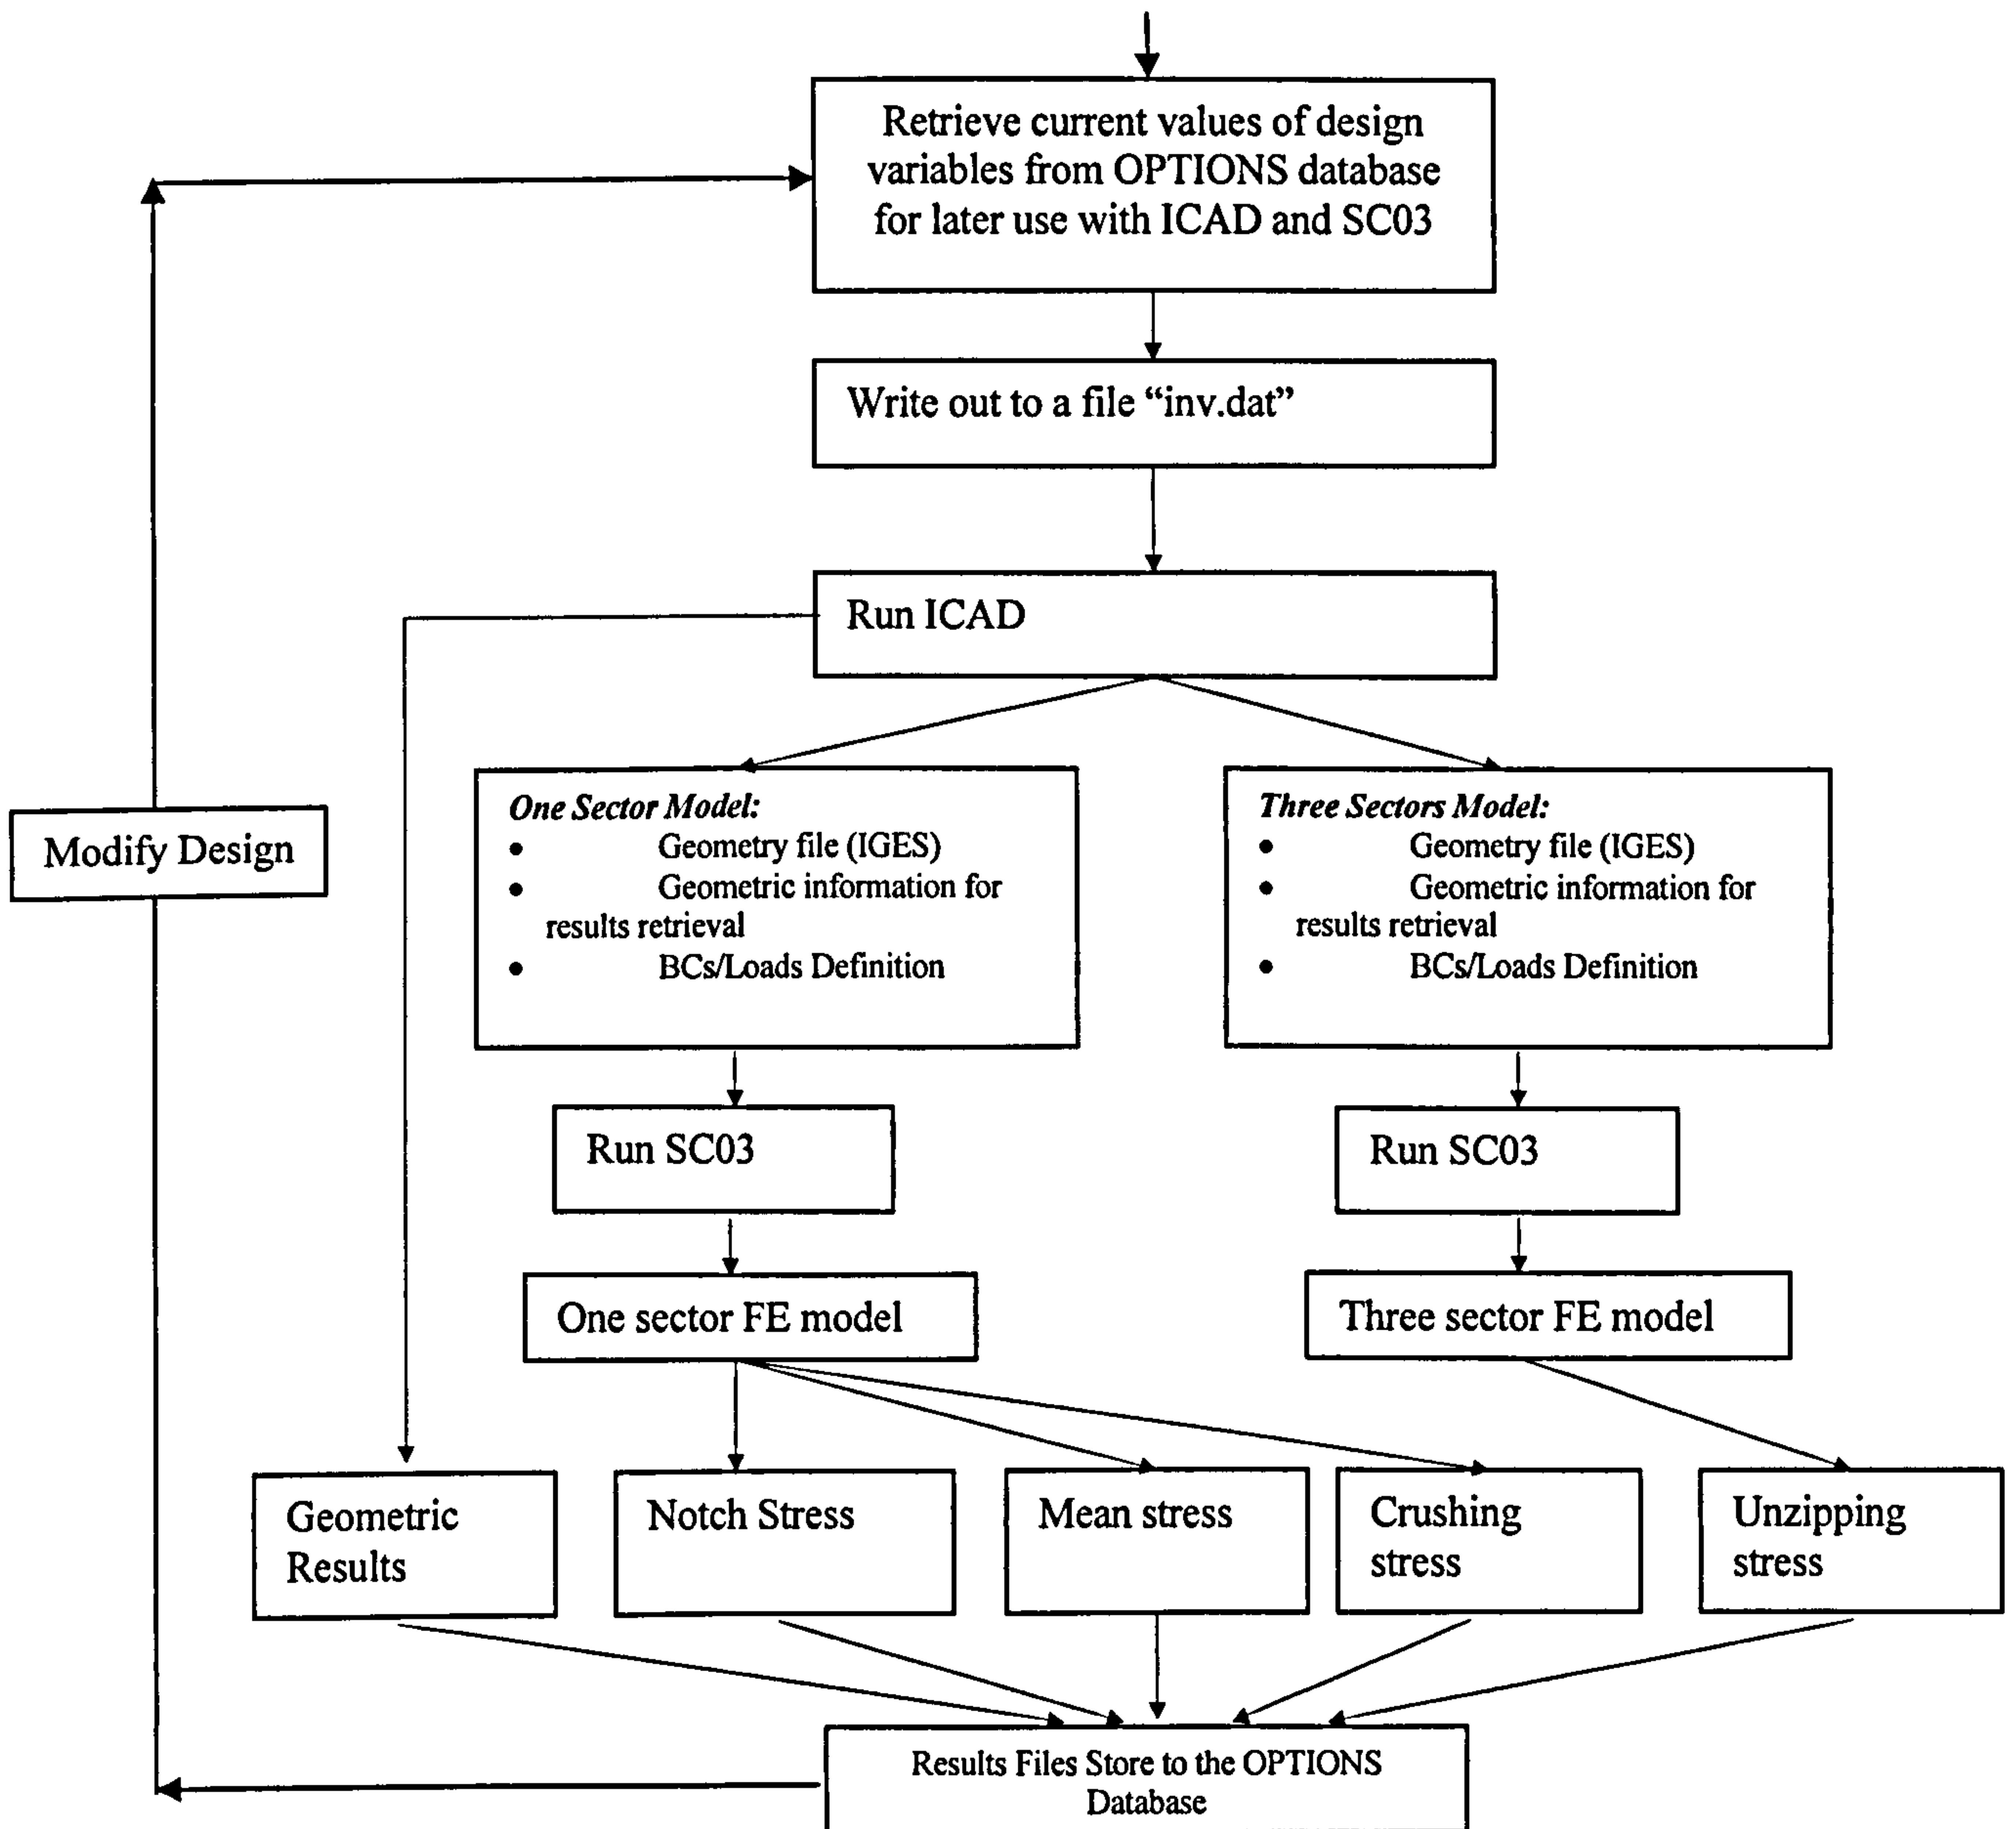 Retrieve current values of design
variables from OPTIONS database
for later use with ICAD and SC03
Write out to a file “inv.dat”
Run ICAD
One Sector Model:
• Geometry file (IGES)
• Geometric information for
results retrieval
• BCs/Loads Definition
Three Sectors Model:
• Geometry file (IGES)
• Geometric information for
results retrieval
• BCs/Loads Definition
Modify Design
Run SC03
Run SC03
One sector FE model
Three sector FE model
Geometric
Results
Notch Stress
Mean stress
Crushing
stress
Unzipping
stress
Results Files Store to the OPTIONS
Database